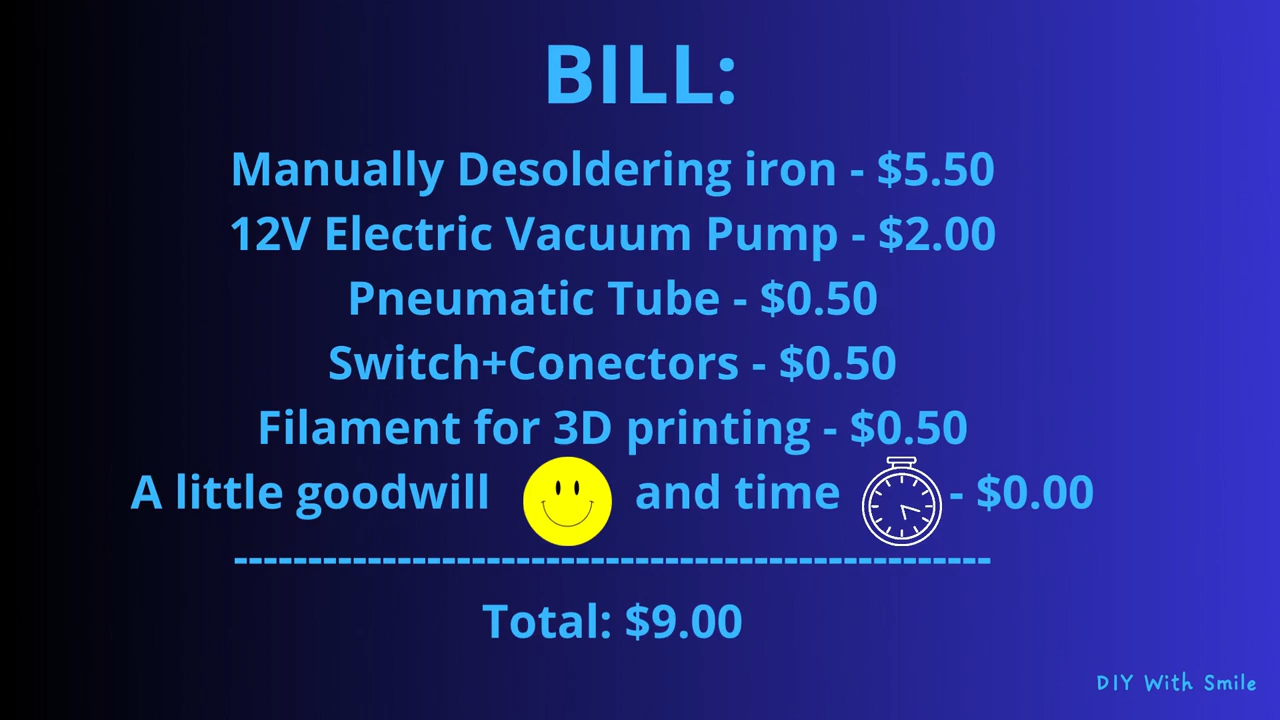 BILL:
Manually Desoldering iron - $5.50
12V Electric Vacuum Pump - $2.00
Pneumatic Tube - $0.50
Switch+Conectors - $0.50
Filament for 3D printing - $0.50
A little goodwill and time - $0.00
---------------------------------------------------
Total: $9.00
DIY With Smile